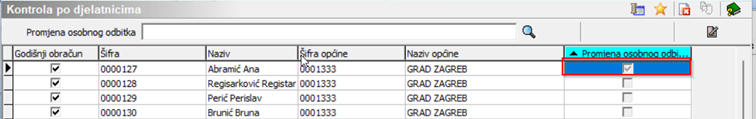 Kontrola po djelatnicima
Promjena osobnog odbitka
Godišnji obračun Šifra Naziv Šifra općine Naziv općine Promjena osobnog odbi...
0000127 Abramić Ana 0001333 GRAD ZAGREB
0000128 Regisarković Registar 0001333 GRAD ZAGREB
0000129 Perić Perislav 0001333 GRAD ZAGREB
0000130 Brunić Bruna 0001333 GRAD ZAGREB